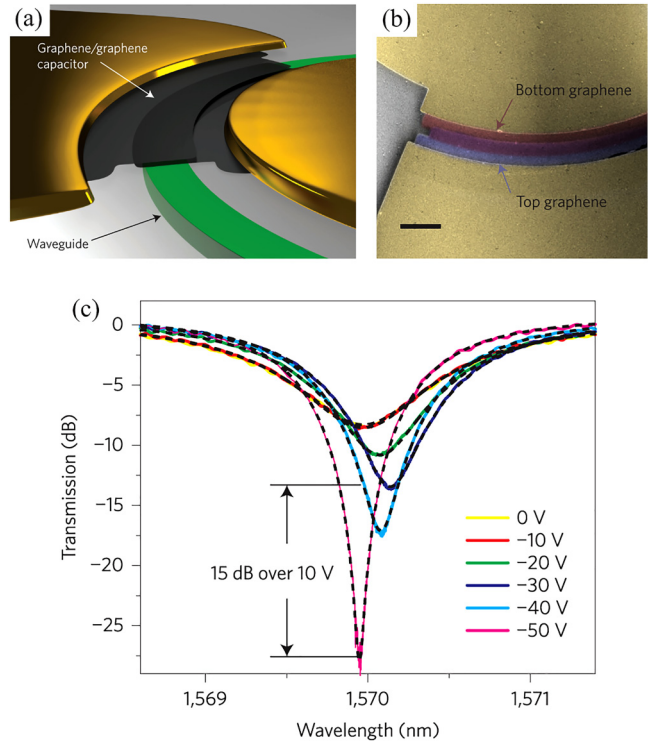 (a)
Graphene/graphene
capacitor
Waveguide
(b)
Bottom graphene
Top graphene
(c)
0
−5
−10
−15
−20
−25
Transmission (dB)
15 dB over 10 V
0 V
−10 V
−20 V
−30 V
−40 V
−50 V
1,569
1,570
1,571
Wavelength (nm)